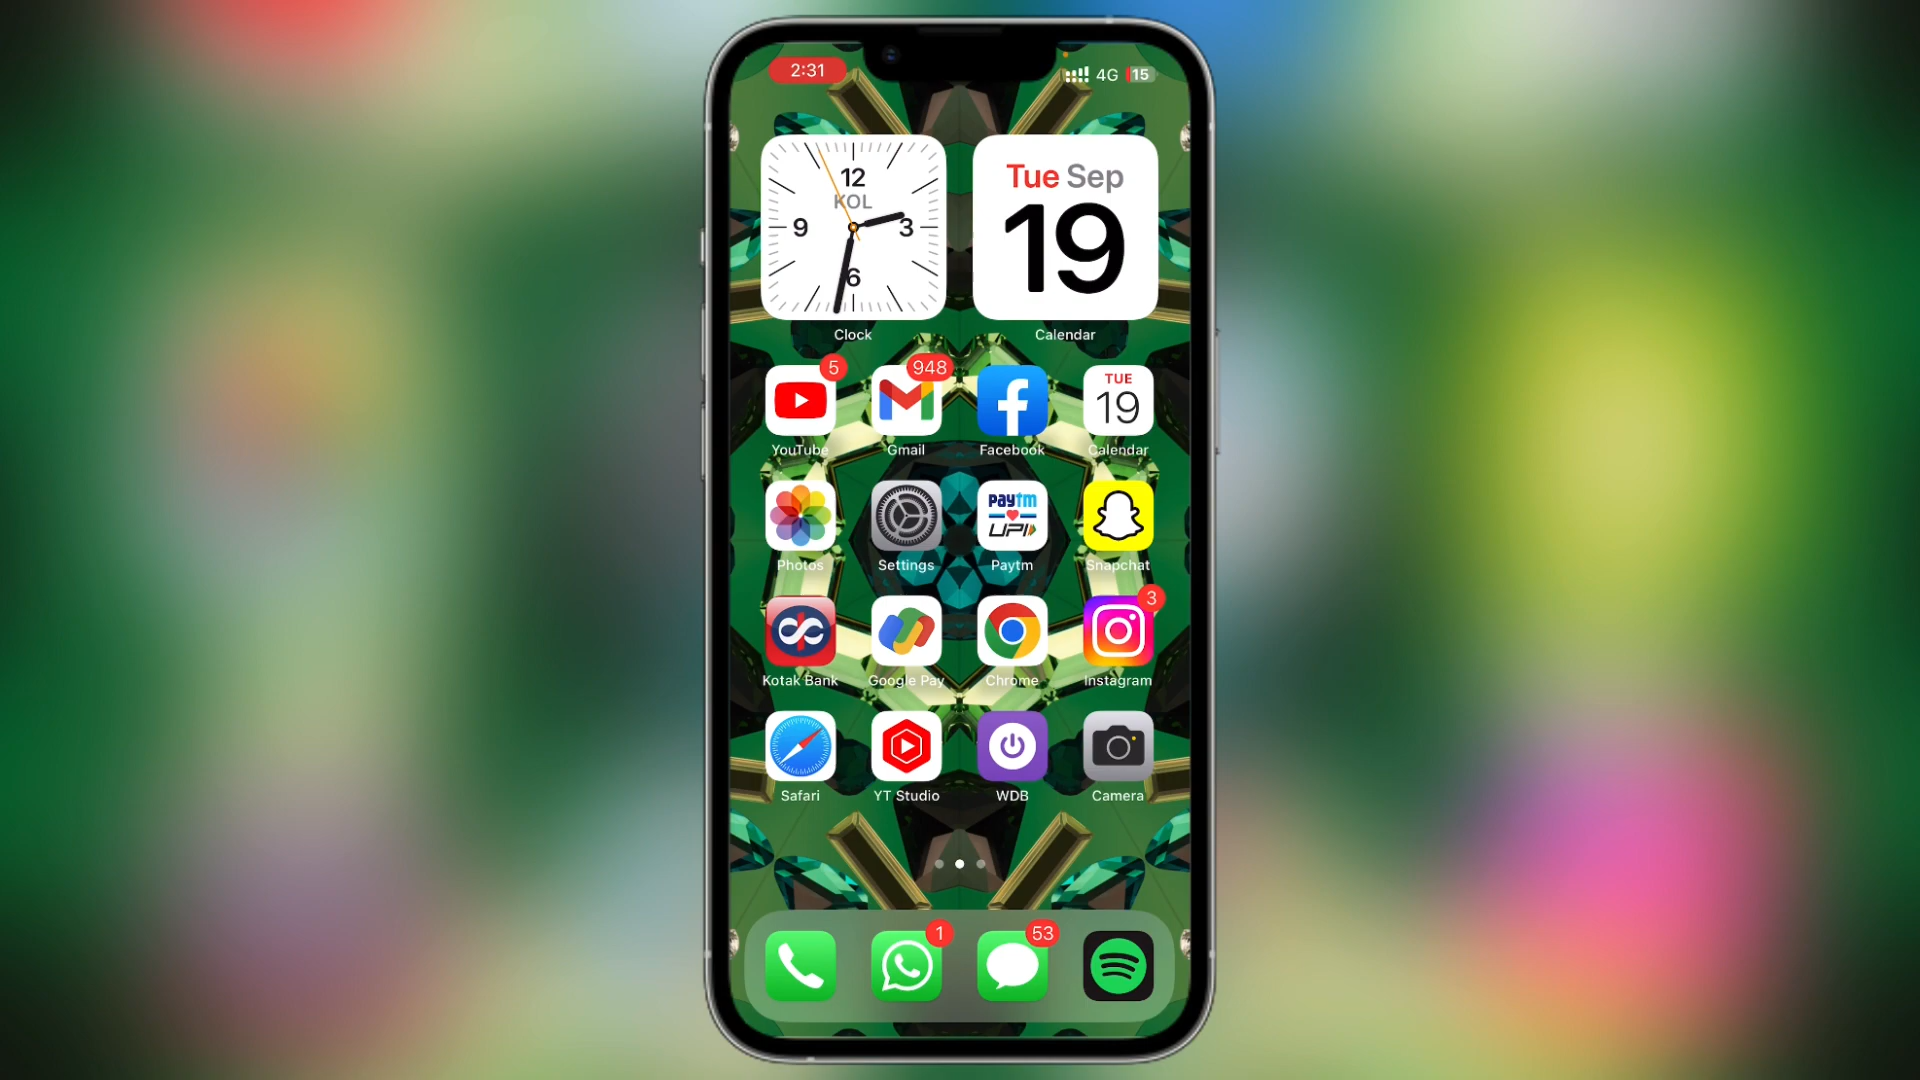 2:31
4G 15
12
KOL
9 3
6
Tue Sep
19
Clock Calendar
5 948
TUE
19
YouTube Gmail Facebook Calendar
paytm
UPI
Photos Settings Paytm Snapchat
3
Kotak Bank Google Pay Chrome Instagram
Safari YT Studio WDB Camera
1 53